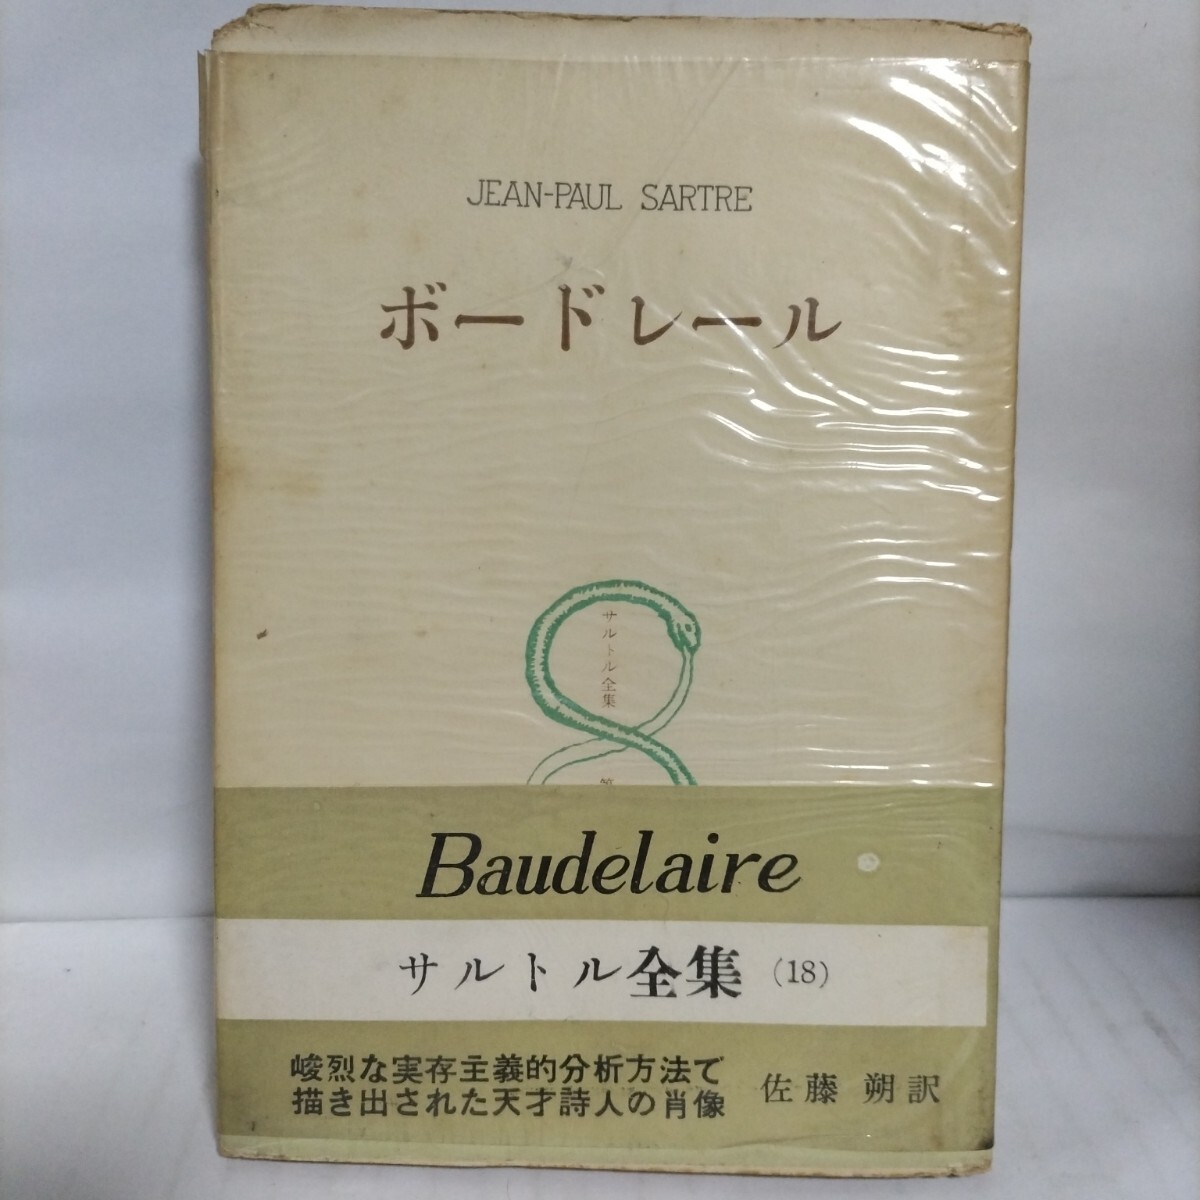 JEAN-PAUL SARTRE
ボードレール
サルトル全集
Baudelaire
サルトル全集 (18)
峻烈な実存主義的分析方法で
描き出された天才詩人の肖像
佐藤 朔訳